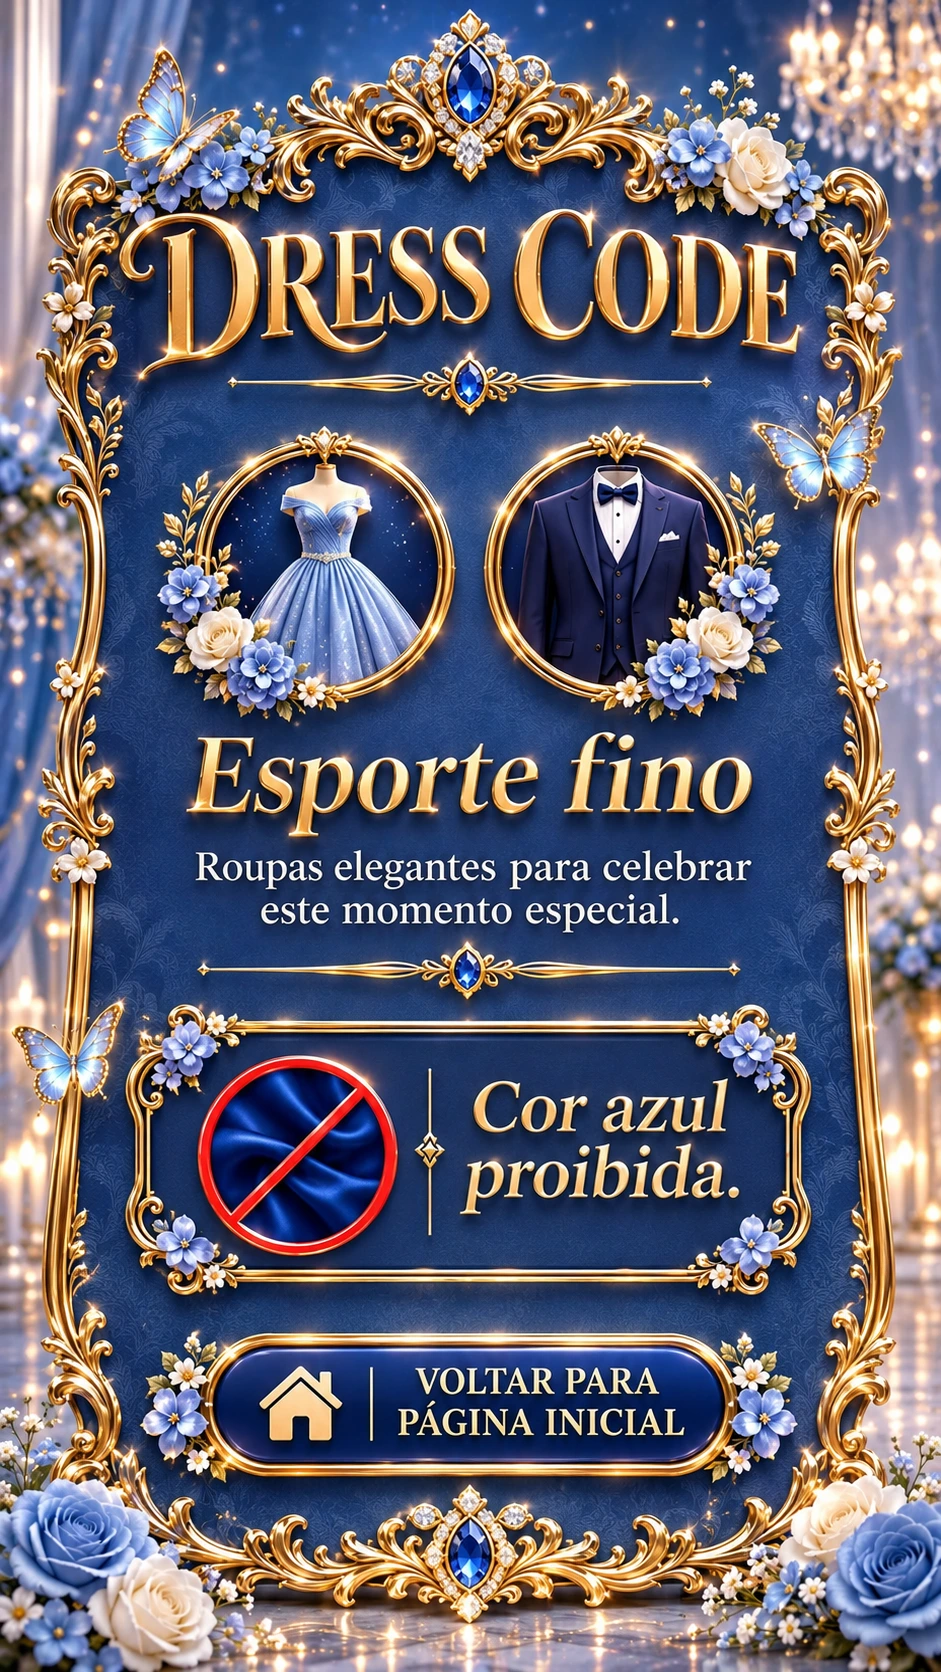 DRESS CODE
Esporte fino
Roupas elegantes para celebrar
este momento especial.
Cor azul
proibida.
VOLTAR PARA
PÁGINA INICIAL